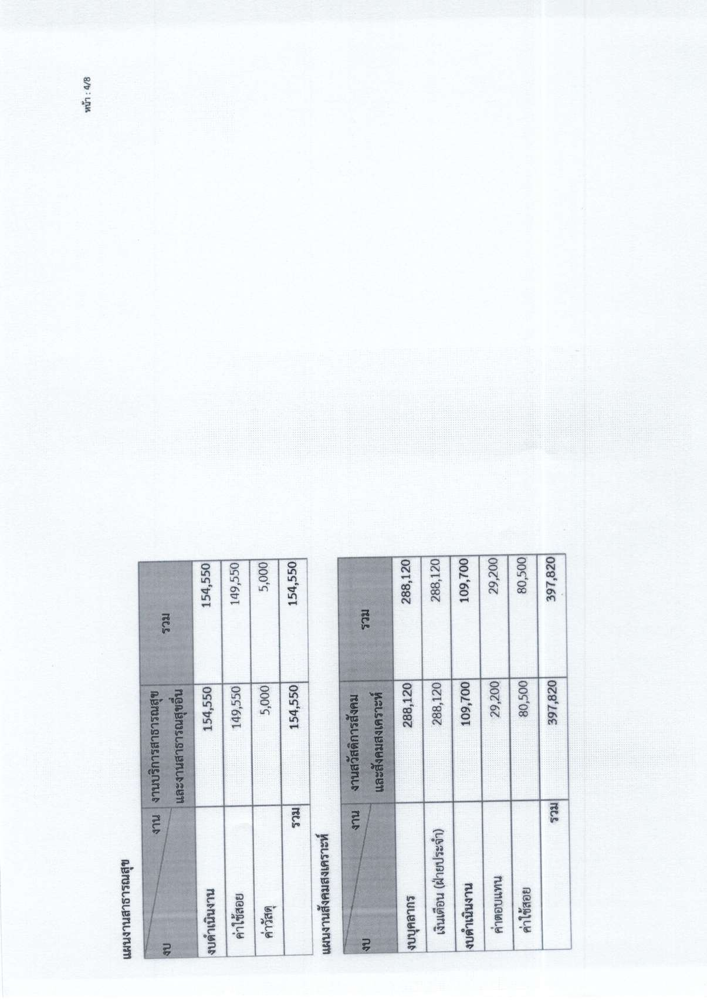 หน้า : 4/8
แผนงานสาธารณสุข
งบ งาน งานบริการสาธารณสุข และงานสาธารณสุขอื่น รวม
งบดำเนินงาน 154,550 154,550
ค่าใช้สอย 149,550 149,550
ค่าวัสดุ 5,000 5,000
รวม 154,550 154,550
แผนงานสังคมสงเคราะห์
งบ งาน งานสวัสดิการสังคม และสังคมสงเคราะห์ รวม
งบบุคลากร 288,120 288,120
เงินเดือน (ฝ่ายประจำ) 288,120 288,120
งบดำเนินงาน 109,700 109,700
ค่าตอบแทน 29,200 29,200
ค่าใช้สอย 80,500 80,500
รวม 397,820 397,820